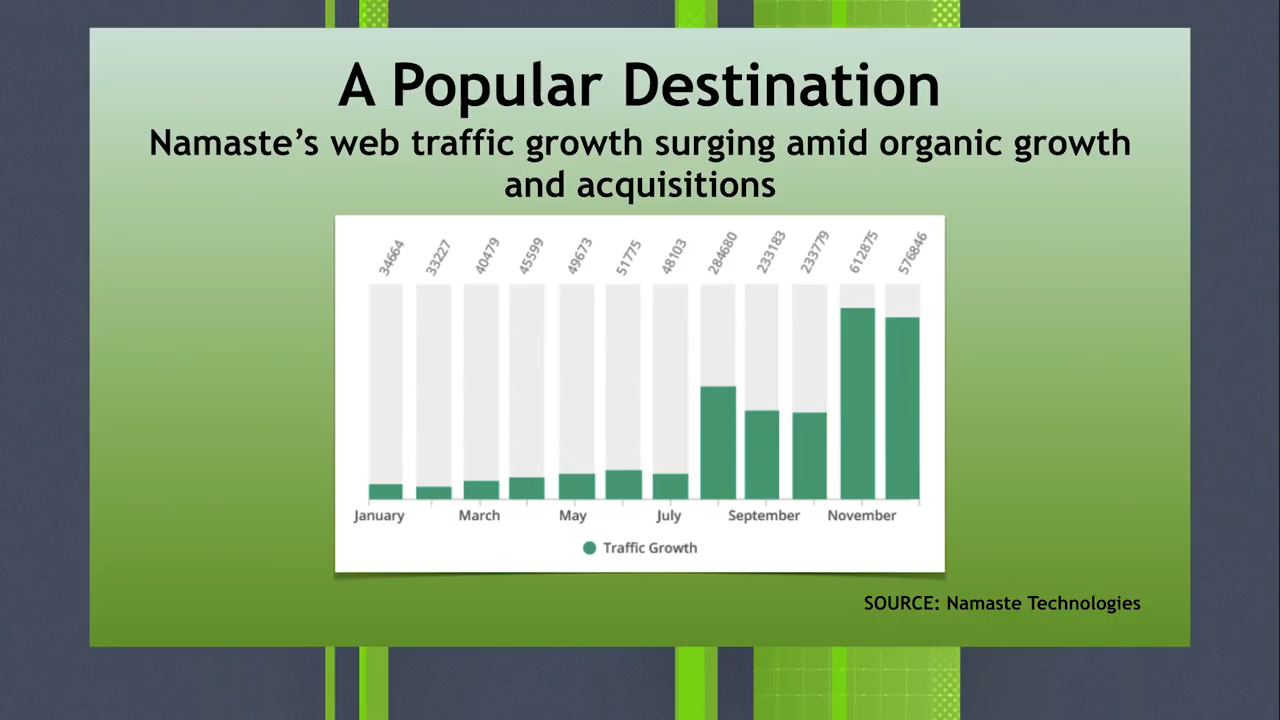 A Popular Destination
Namaste’s web traffic growth surging amid organic growth
and acquisitions
34664 33227 40479 45599 49673 51775 48103 284680 233183 233779 612875 576846
January March May July September November
Traffic Growth
SOURCE: Namaste Technologies